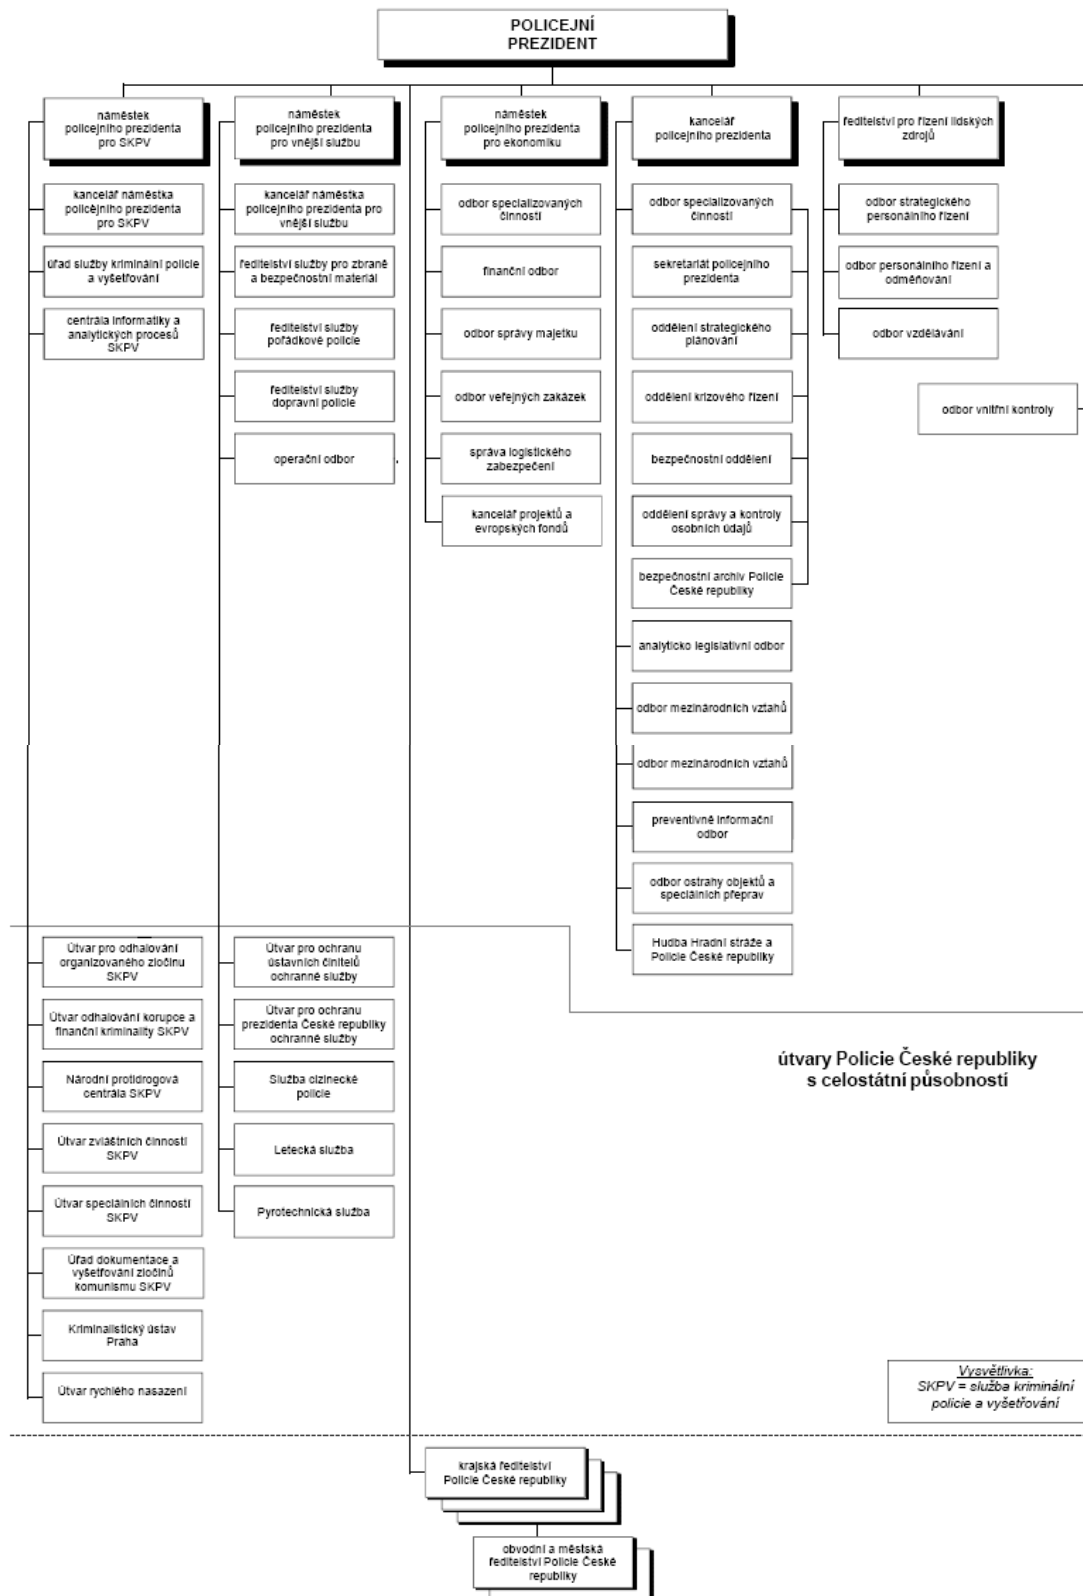 POLICEJNÍ
PREZIDENT
náměstek
policejního prezidenta
pro SKPV
náměstek
policejního prezidenta
pro vnější službu
náměstek
policejního prezidenta
pro ekonomiku
kancelář
policejního prezidenta
ředitelství pro řízení lidských
zdrojů
kancelář náměstka
policejního prezidenta
pro SKPV
úřad služby kriminální policie
a vyšetřování
centrála informatiky a
analytických procesů
SKPV
kancelář náměstka
policejního prezidenta pro
vnější službu
ředitelství služby pro zbraně
a bezpečnostní materiál
ředitelství služby
pořádkové policie
ředitelství služby
dopravní policie
operační odbor
odbor specializovaných
činností
finanční odbor
odbor správy majetku
odbor veřejných zakázek
správa logistického
zabezpečení
kancelář projektů a
evropských fondů
odbor specializovaných
činností
sekretariát policejního
prezidenta
oddělení strategického
plánování
oddělení krizového řízení
bezpečnostní oddělení
oddělení správy a kontroly
osobních údajů
bezpečnostní archiv Policie
České republiky
analyticko legislativní odbor
odbor mezinárodních vztahů
odbor mezinárodních vztahů
preventivně informační
odbor
odbor ostrahy objektů a
speciálních přeprav
Hudba Hradní stráže a
Policie České republiky
odbor strategického
personálního řízení
odbor personálního řízení a
odměňování
odbor vzdělávání
odbor vnitřní kontroly
Útvar pro odhalování
organizovaného zločinu
SKPV
Útvar odhalování korupce a
finanční kriminality SKPV
Národní protidrogová
centrála SKPV
Útvar zvláštních činností
SKPV
Útvar speciálních činností
SKPV
Úřad dokumentace a
vyšetřování zločinů
komunismu SKPV
Kriminalistický ústav
Praha
Útvar rychlého nasazení
Útvar pro ochranu
ústavních činitelů
ochranné služby
Útvar pro ochranu
prezidenta České republiky
ochranné služby
Služba cizinecké
policie
Letecká služba
Pyrotechnická služba
útvary Policie České republiky
s celostátní působností
Vysvětlivka:
SKPV = služba kriminální
policie a vyšetřování
krajská ředitelství
Policie České republiky
obvodní a městská
ředitelství Policie České
republiky